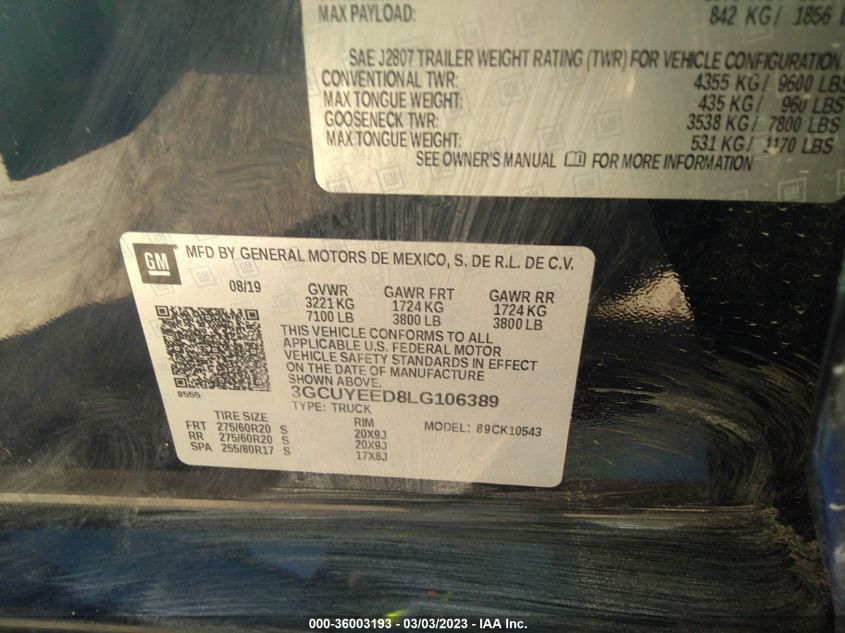 MAX PAYLOAD: 842 KG / 1856 L
SAE J2807 TRAILER WEIGHT RATING (TWR) FOR VEHICLE CONFIGURATION
CONVENTIONAL TWR: 4355 KG / 9600 LBS
MAX TONGUE WEIGHT: 435 KG / 960 LBS
GOOSENECK TWR: 3538 KG / 7800 LBS
MAX TONGUE WEIGHT: 531 KG / 1170 LBS
SEE OWNER'S MANUAL FOR MORE INFORMATION
GM MFD BY GENERAL MOTORS DE MEXICO, S. DE R.L. DE C.V.
08/19 GVWR GAWR FRT GAWR RR
3221 KG 1724 KG 1724 KG
7100 LB 3800 LB 3800 LB
THIS VEHICLE CONFORMS TO ALL
APPLICABLE U.S. FEDERAL MOTOR
VEHICLE SAFETY STANDARDS IN EFFECT
ON THE DATE OF MANUFACTURE
SHOWN ABOVE.
8555 3GCUYEED8LG106389
TYPE: TRUCK
TIRE SIZE RIM MODEL: 89CK10543
FRT 275/60R20 S 20X9J
RR 275/60R20 S 20X9J
SPA 255/80R17 S 17X8J
000-36003193 - 03/03/2023 - IAA Inc.